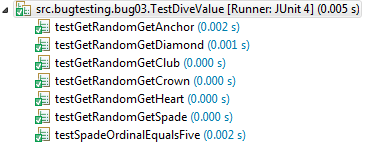 src.bugtesting.bug03.TestDiveValue [Runner: JUnit 4] (0.005 s)
testGetRandomGetAnchor (0.002 s)
testGetRandomGetDiamond (0.001 s)
testGetRandomGetClub (0.000 s)
testGetRandomGetCrown (0.000 s)
testGetRandomGetHeart (0.000 s)
testGetRandomGetSpade (0.000 s)
testSpadeOrdinalEqualsFive (0.002 s)